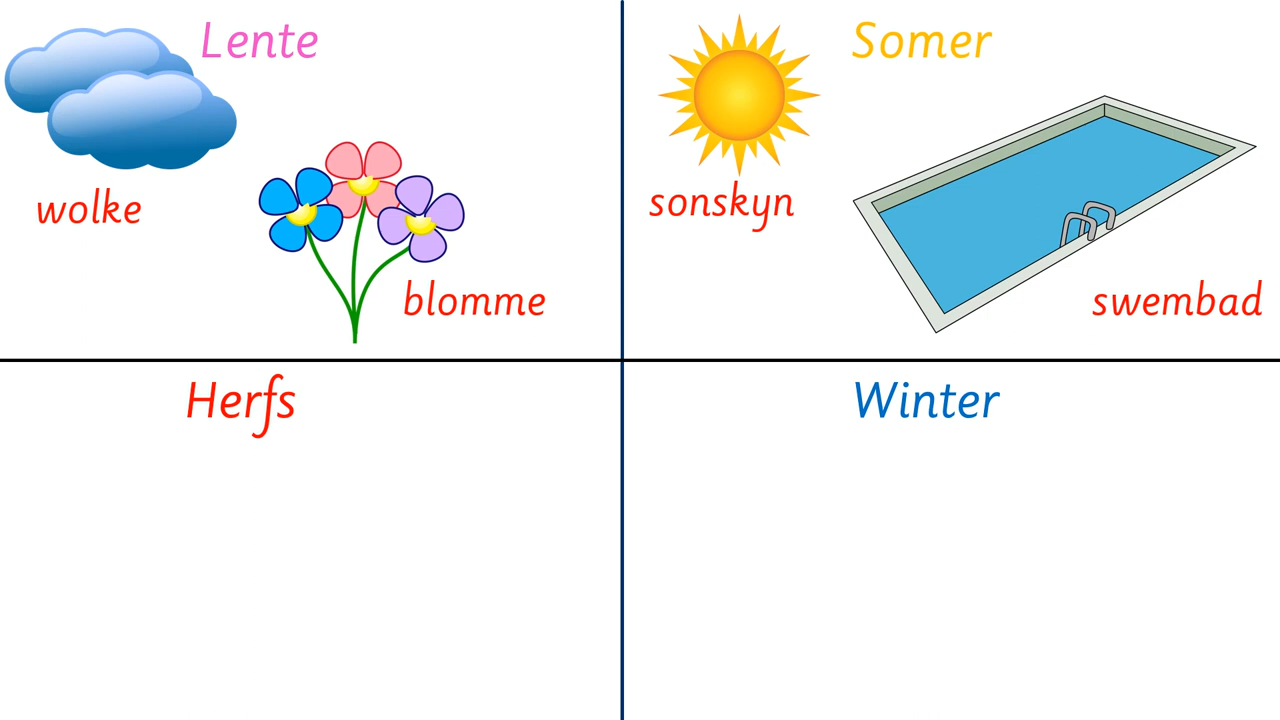 Lente
wolke
blomme
Somer
sonskyn
swembad
Herfs
Winter